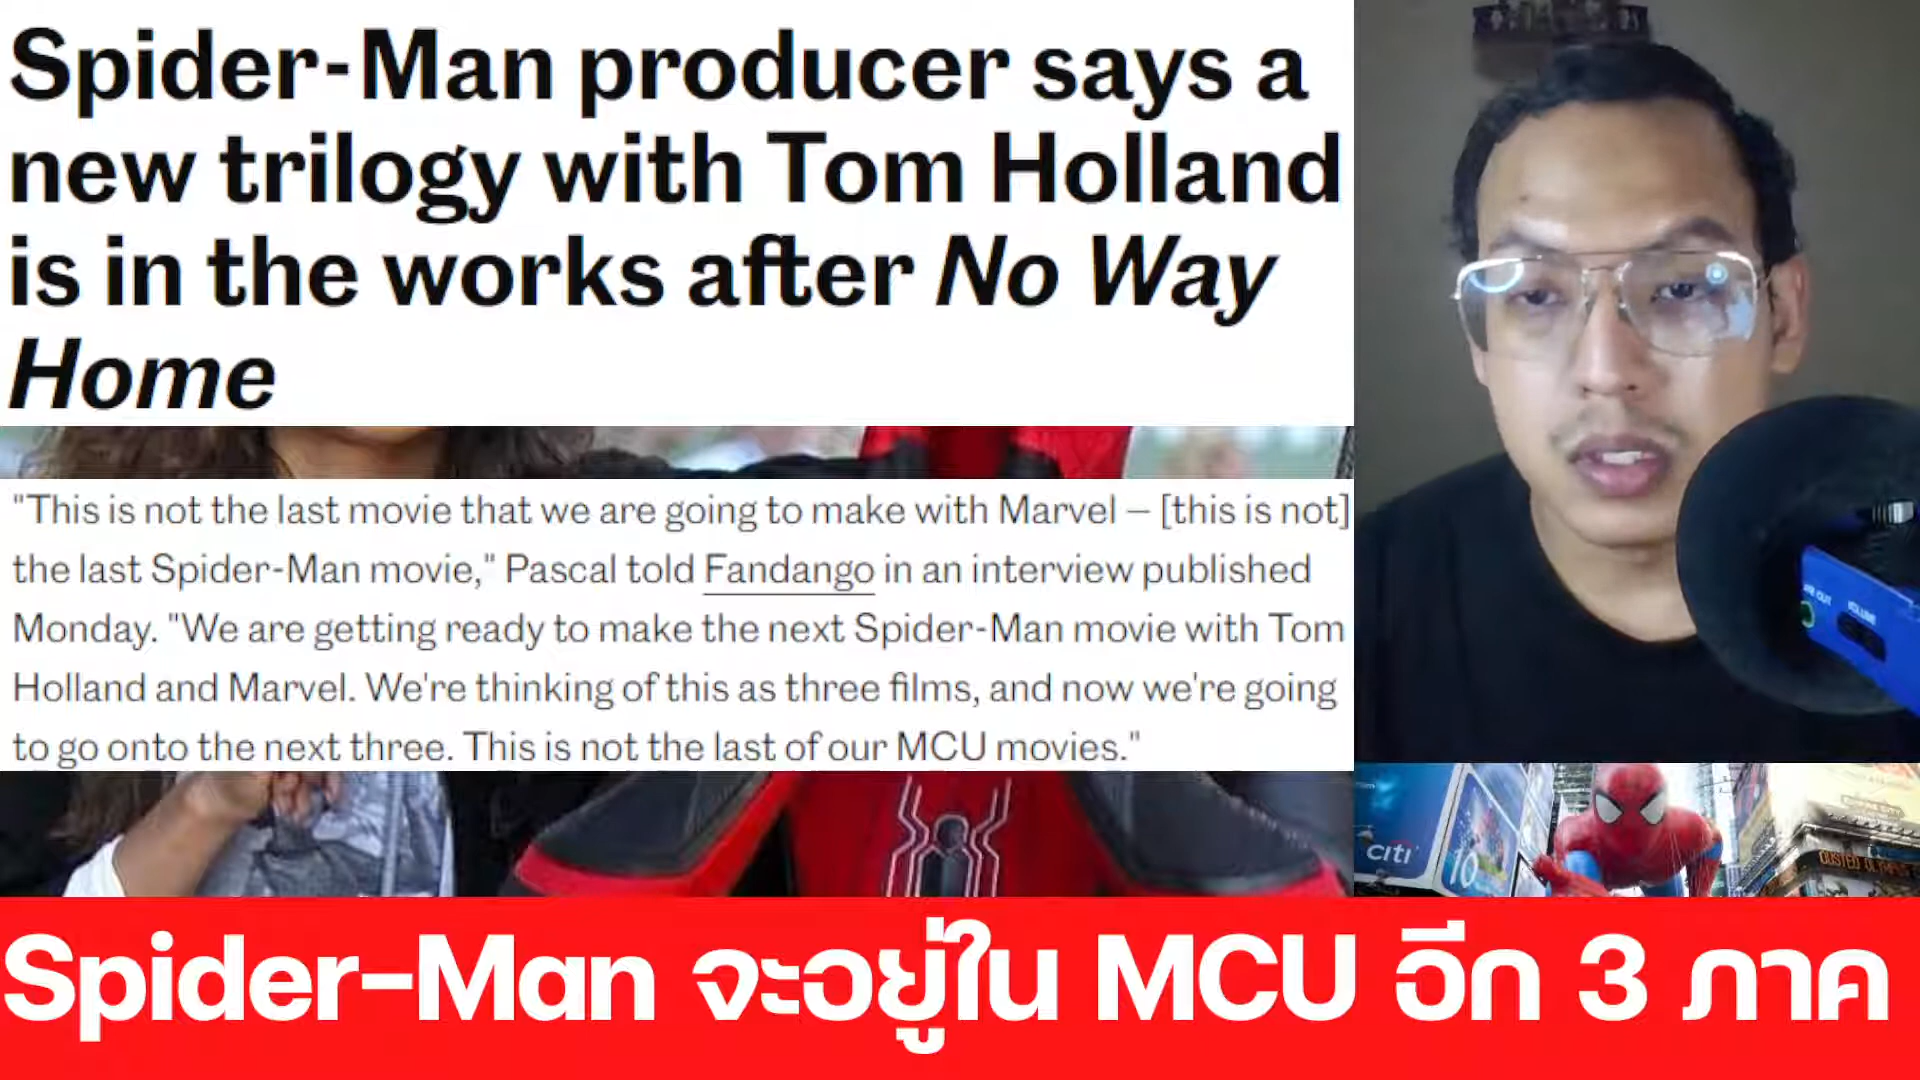 Spider-Man producer says a
new trilogy with Tom Holland
is in the works after No Way
Home
"This is not the last movie that we are going to make with Marvel – [this is not]
the last Spider-Man movie," Pascal told Fandango in an interview published
Monday. "We are getting ready to make the next Spider-Man movie with Tom
Holland and Marvel. We're thinking of this as three films, and now we're going
to go onto the next three. This is not the last of our MCU movies."
VOLUME
citi
10
Spider-Man จะอยู่ใน MCU อีก 3 ภาค